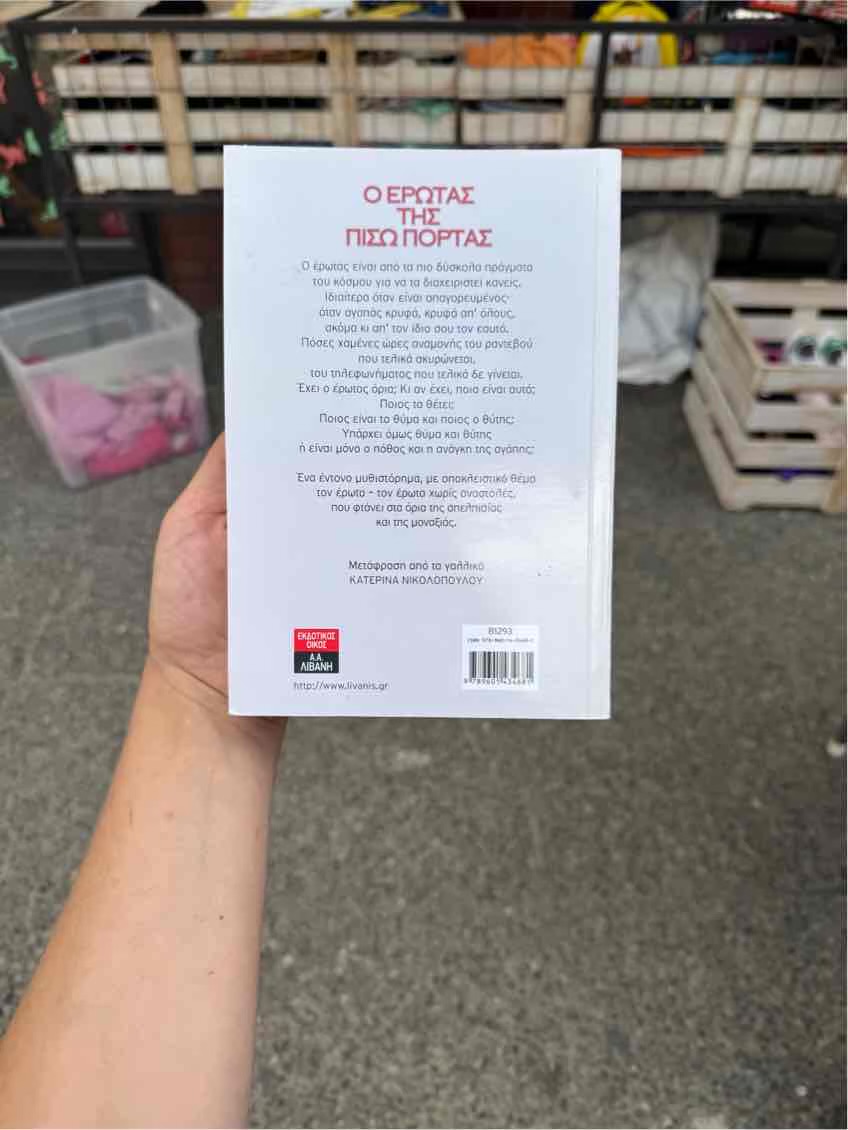 Ο ΕΡΩΤΑΣ
ΤΗΣ
ΠΙΣΩ ΠΟΡΤΑΣ
Ο έρωτας είναι από τα πιο δύσκολα πράγματα
του κόσμου για να τα διαχειριστεί κανείς.
Ιδιαίτερα όταν είναι απαγορευμένος·
όταν αγαπάς κρυφά, κρυφά απ' όλους,
ακόμα κι απ' τον ίδιο σου τον εαυτό.
Πόσες χαμένες ώρες αναμονής του ραντεβού
που τελικά ακυρώνεται,
του τηλεφωνήματος που τελικά δε γίνεται.
Έχει ο έρωτας όρια; Κι αν έχει, ποια είναι αυτά;
Ποιος τα θέτει;
Ποιος είναι το θύμα και ποιος ο θύτης;
Υπάρχει όμως θύμα και θύτης
ή είναι μόνο ο πόθος και η ανάγκη της αγάπης;
Ένα έντονο μυθιστόρημα, με αποκλειστικό θέμα
τον έρωτα – τον έρωτα χωρίς αναστολές,
που φτάνει στα όρια της απελπισίας
και της μοναξιάς.
Μετάφραση από τα γαλλικά
ΚΑΤΕΡΙΝΑ ΝΙΚΟΛΟΠΟΥΛΟΥ
ΕΚΔΟΤΙΚΟΣ
ΟΙΚΟΣ
Α.Α.
ΛΙΒΑΝΗ
http://www.livanis.gr
81293
ISBN